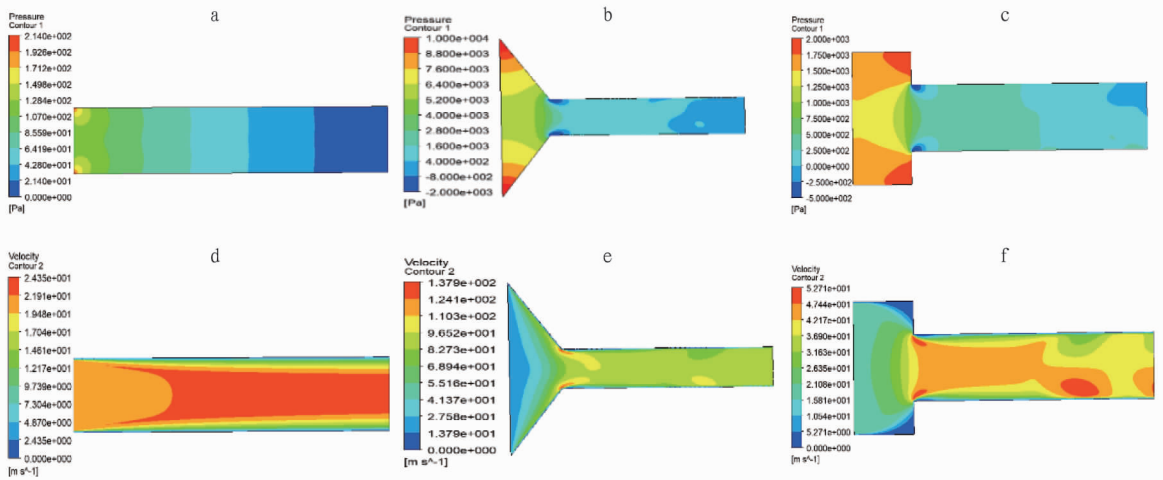 a
Pressure
Contour 1
2.140e+002
1.926e+002
1.712e+002
1.498e+002
1.284e+002
1.070e+002
8.559e+001
6.419e+001
4.280e+001
2.140e+001
0.000e+000
[Pa]
b
Pressure
Contour 1
1.000e+004
8.800e+003
7.600e+003
6.400e+003
5.200e+003
4.000e+003
2.800e+003
1.600e+003
4.000e+002
-8.000e+002
-2.000e+003
[Pa]
c
Pressure
Contour 1
2.000e+003
1.750e+003
1.500e+003
1.250e+003
1.000e+003
7.500e+002
5.000e+002
2.500e+002
0.000e+000
-2.500e+002
-5.000e+002
[Pa]
d
Velocity
Contour 2
2.435e+001
2.191e+001
1.948e+001
1.704e+001
1.461e+001
1.217e+001
9.739e+000
7.304e+000
4.870e+000
2.435e+000
0.000e+000
[m s^-1]
e
Velocity
Contour 2
1.379e+002
1.241e+002
1.103e+002
9.652e+001
8.273e+001
6.894e+001
5.516e+001
4.137e+001
2.758e+001
1.379e+001
0.000e+000
[m s^-1]
f
Velocity
Contour 2
5.271e+001
4.744e+001
4.217e+001
3.690e+001
3.163e+001
2.635e+001
2.108e+001
1.581e+001
1.054e+001
5.271e+000
0.000e+000
[m s^-1]